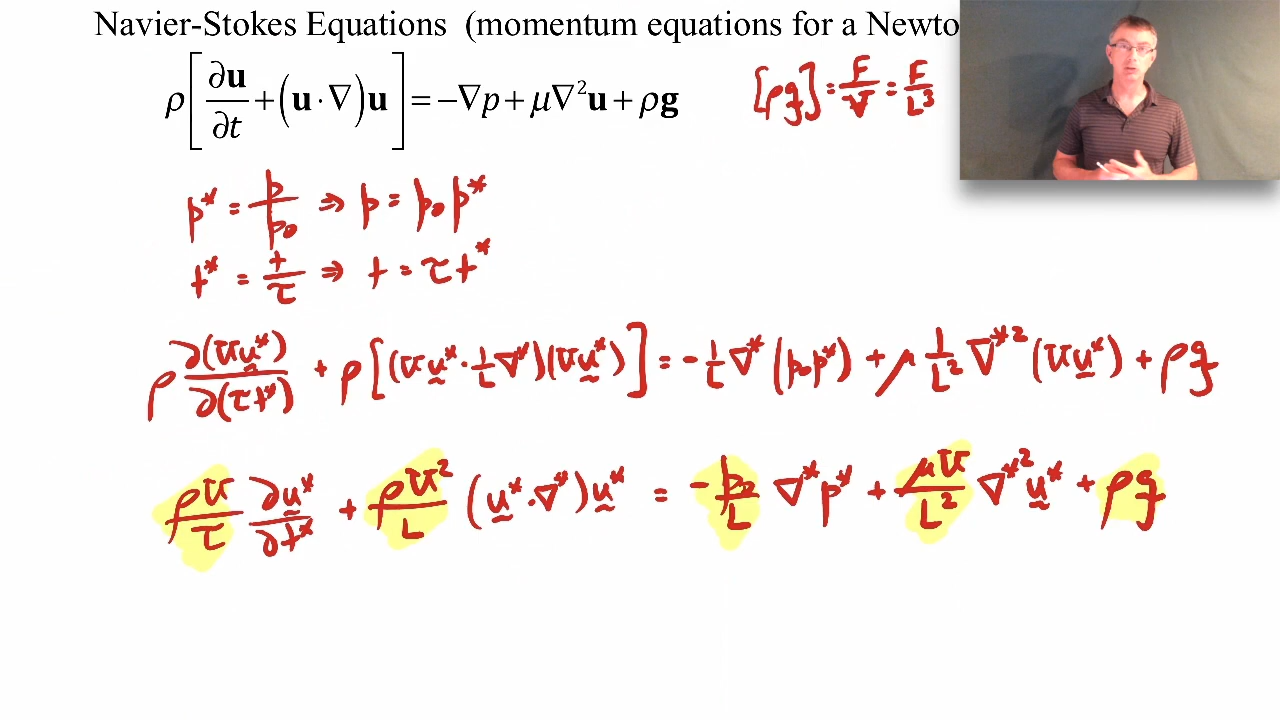 Navier-Stokes Equations (momentum equations for a Newto
ρ[∂u/∂t + (u · ∇)u] = −∇p + μ∇²u + ρg
[ρg] = F/V = F/L³
p* = p/p₀ ⇒ p = p₀p*
t* = t/τ ⇒ t = τt*
ρ ∂(Uu*)/∂(τt*) + ρ[(Uu* · 1/L ∇*)(Uu*)] = −1/L ∇*(p₀p*) + μ 1/L² ∇*²(Uu*) + ρg
ρU/τ ∂u*/∂t* + ρU²/L (u* · ∇*)u* = −p₀/L ∇*p* + μU/L² ∇*²u* + ρg